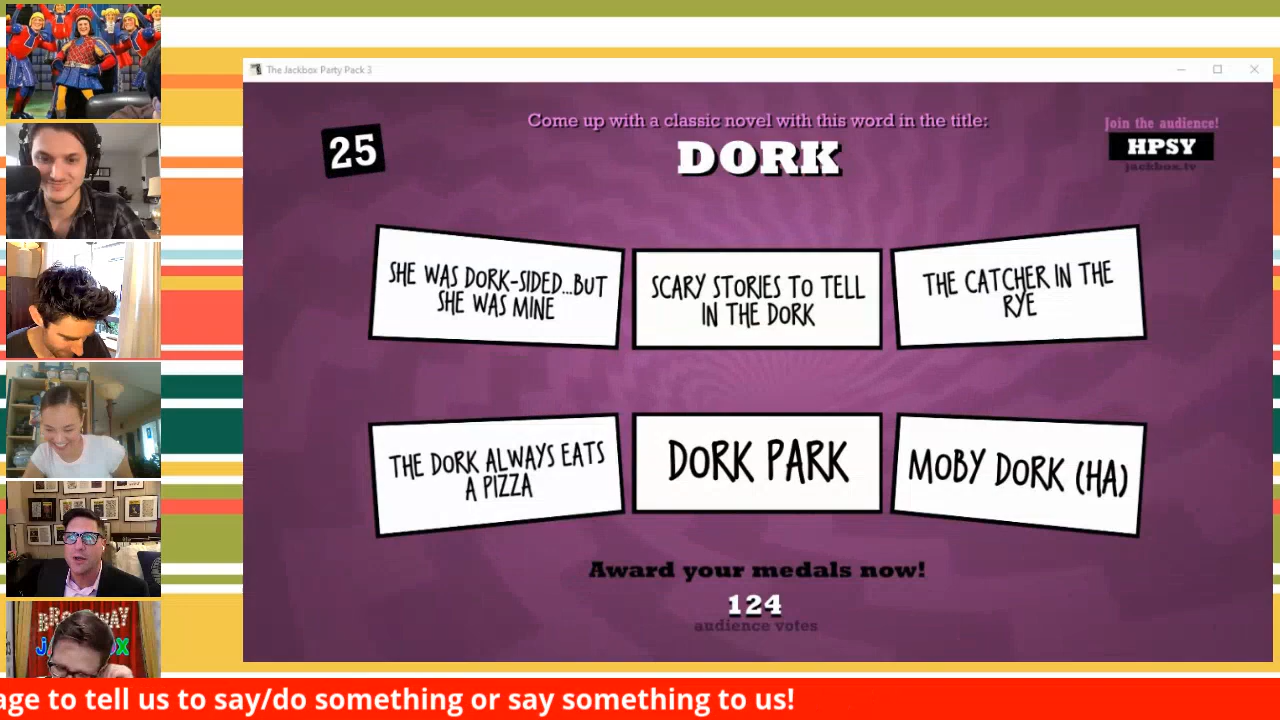 The Jackbox Party Pack 3
25
Come up with a classic novel with this word in the title:
DORK
Join the audience!
HPSY
jackbox.tv
SHE WAS DORK-SIDED...BUT
SHE WAS MINE
SCARY STORIES TO TELL
IN THE DORK
THE CATCHER IN THE
RYE
THE DORK ALWAYS EATS
A PIZZA
DORK PARK
MOBY DORK (HA)
Award your medals now!
124
audience votes
age to tell us to say/do something or say something to us!